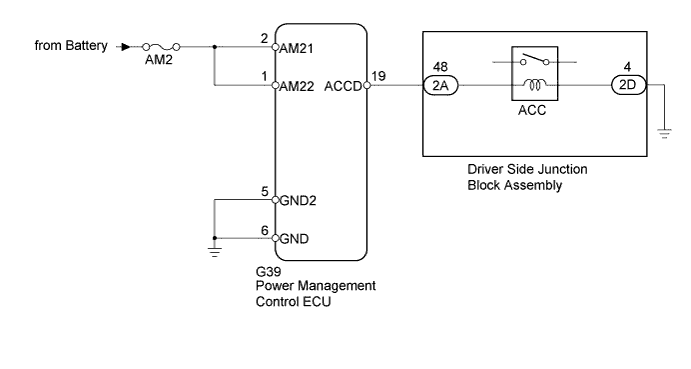 from Battery
AM2
2
AM21
1
AM22
ACCD
19
48
2A
ACC
4
2D
Driver Side Junction
Block Assembly
5
GND2
6
GND
G39
Power Management
Control ECU